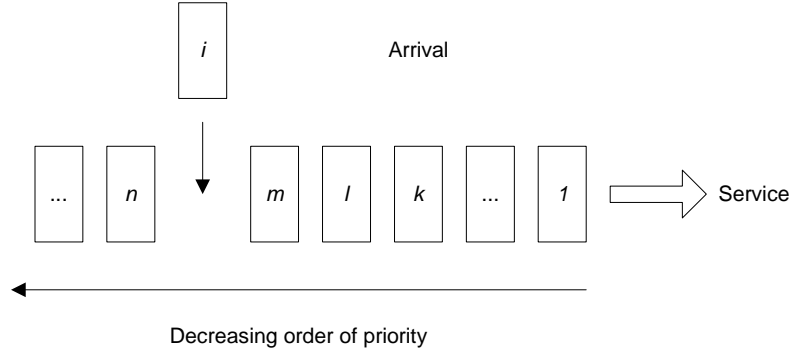 i
Arrival
... n m l k ... 1
Service
Decreasing order of priority